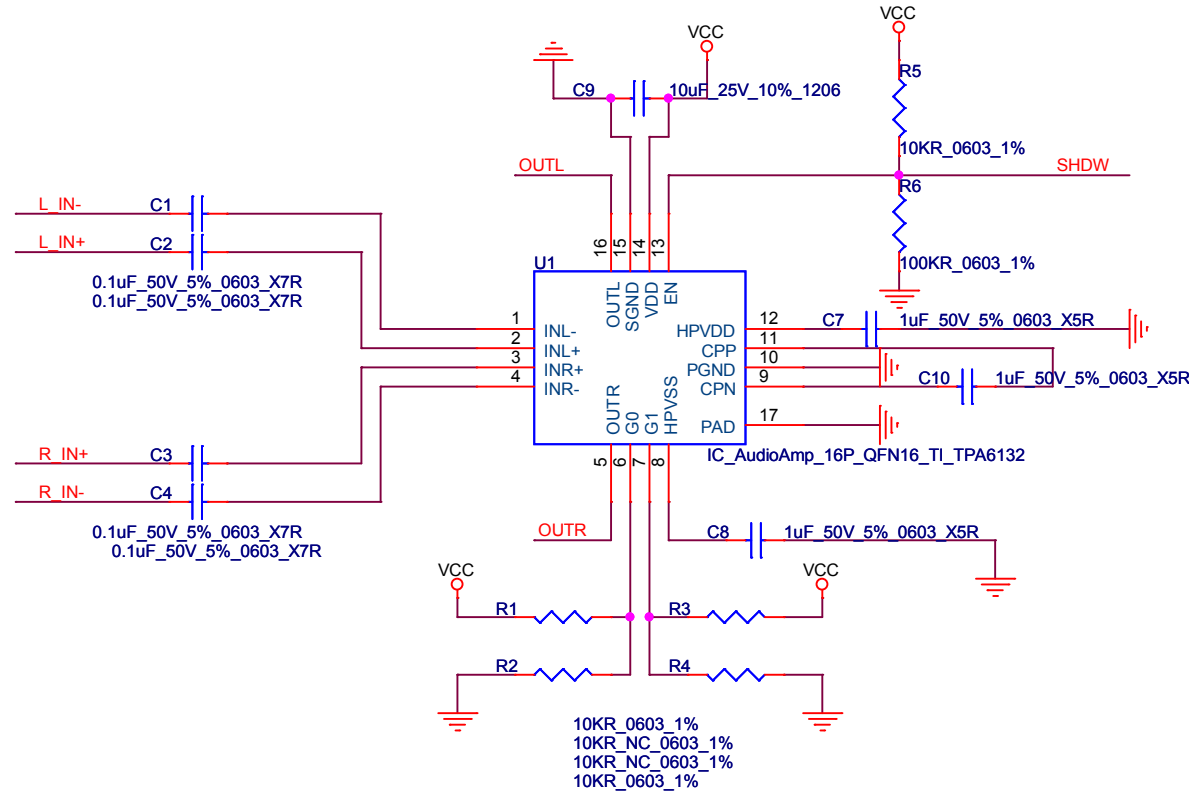 VCC
VCC
R5
C9
10uF_25V_10%_1206
10KR_0603_1%
OUTL
SHDW
R6
L_IN-
C1
L_IN+
C2
16
15
14
13
U1
100KR_0603_1%
0.1uF_50V_5%_0603_X7R
0.1uF_50V_5%_0603_X7R
OUTL
SGND
VDD
EN
1
INL-
2
INL+
3
INR+
4
INR-
HPVDD
12
C7
1uF_50V_5%_0603_X5R
CPP
11
PGND
10
CPN
9
C10
1uF_50V_5%_0603_X5R
OUTR
G0
G1
HPVSS
PAD
17
IC_AudioAmp_16P_QFN16_TI_TPA6132
R_IN+
C3
5
6
7
8
R_IN-
C4
0.1uF_50V_5%_0603_X7R
0.1uF_50V_5%_0603_X7R
OUTR
C8
1uF_50V_5%_0603_X5R
VCC
VCC
R1
R3
R2
R4
10KR_0603_1%
10KR_NC_0603_1%
10KR_NC_0603_1%
10KR_0603_1%